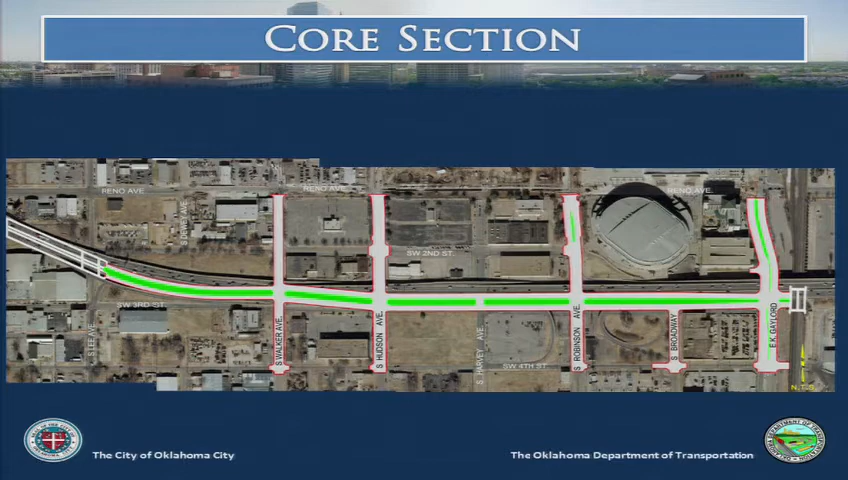 CORE SECTION
RENO AVE.
RENO AVE.
RENO AVE.
S DEWEY AVE.
SW 2ND ST.
SW 3RD ST.
S LEE AVE.
S WALKER AVE.
S HUDSON AVE.
S HARVEY AVE.
S ROBINSON AVE.
S BROADWAY
E.K. GAYLORD
SW 4TH ST.
N.T.S.
The City of Oklahoma City
The Oklahoma Department of Transportation